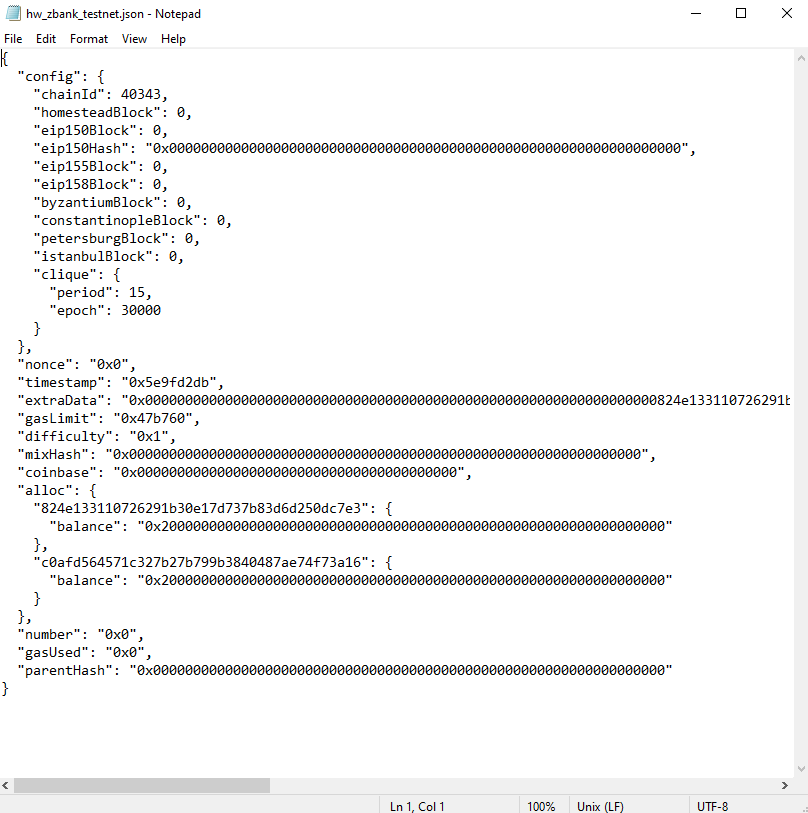 hw_zbank_testnet.json - Notepad
File Edit Format View Help
{
  "config": {
    "chainId": 40343,
    "homesteadBlock": 0,
    "eip150Block": 0,
    "eip150Hash": "0x0000000000000000000000000000000000000000000000000000000000000000",
    "eip155Block": 0,
    "eip158Block": 0,
    "byzantiumBlock": 0,
    "constantinopleBlock": 0,
    "petersburgBlock": 0,
    "istanbulBlock": 0,
    "clique": {
      "period": 15,
      "epoch": 30000
    }
  },
  "nonce": "0x0",
  "timestamp": "0x5e9fd2db",
  "extraData": "0x0000000000000000000000000000000000000000000000000000000000000000824e133110726291b
  "gasLimit": "0x47b760",
  "difficulty": "0x1",
  "mixHash": "0x0000000000000000000000000000000000000000000000000000000000000000",
  "coinbase": "0x0000000000000000000000000000000000000000",
  "alloc": {
    "824e133110726291b30e17d737b83d6d250dc7e3": {
      "balance": "0x200000000000000000000000000000000000000000000000000000000000000"
    },
    "c0afd564571c327b27b799b3840487ae74f73a16": {
      "balance": "0x200000000000000000000000000000000000000000000000000000000000000"
    }
  },
  "number": "0x0",
  "gasUsed": "0x0",
  "parentHash": "0x0000000000000000000000000000000000000000000000000000000000000000"
}
Ln 1, Col 1 100% Unix (LF) UTF-8